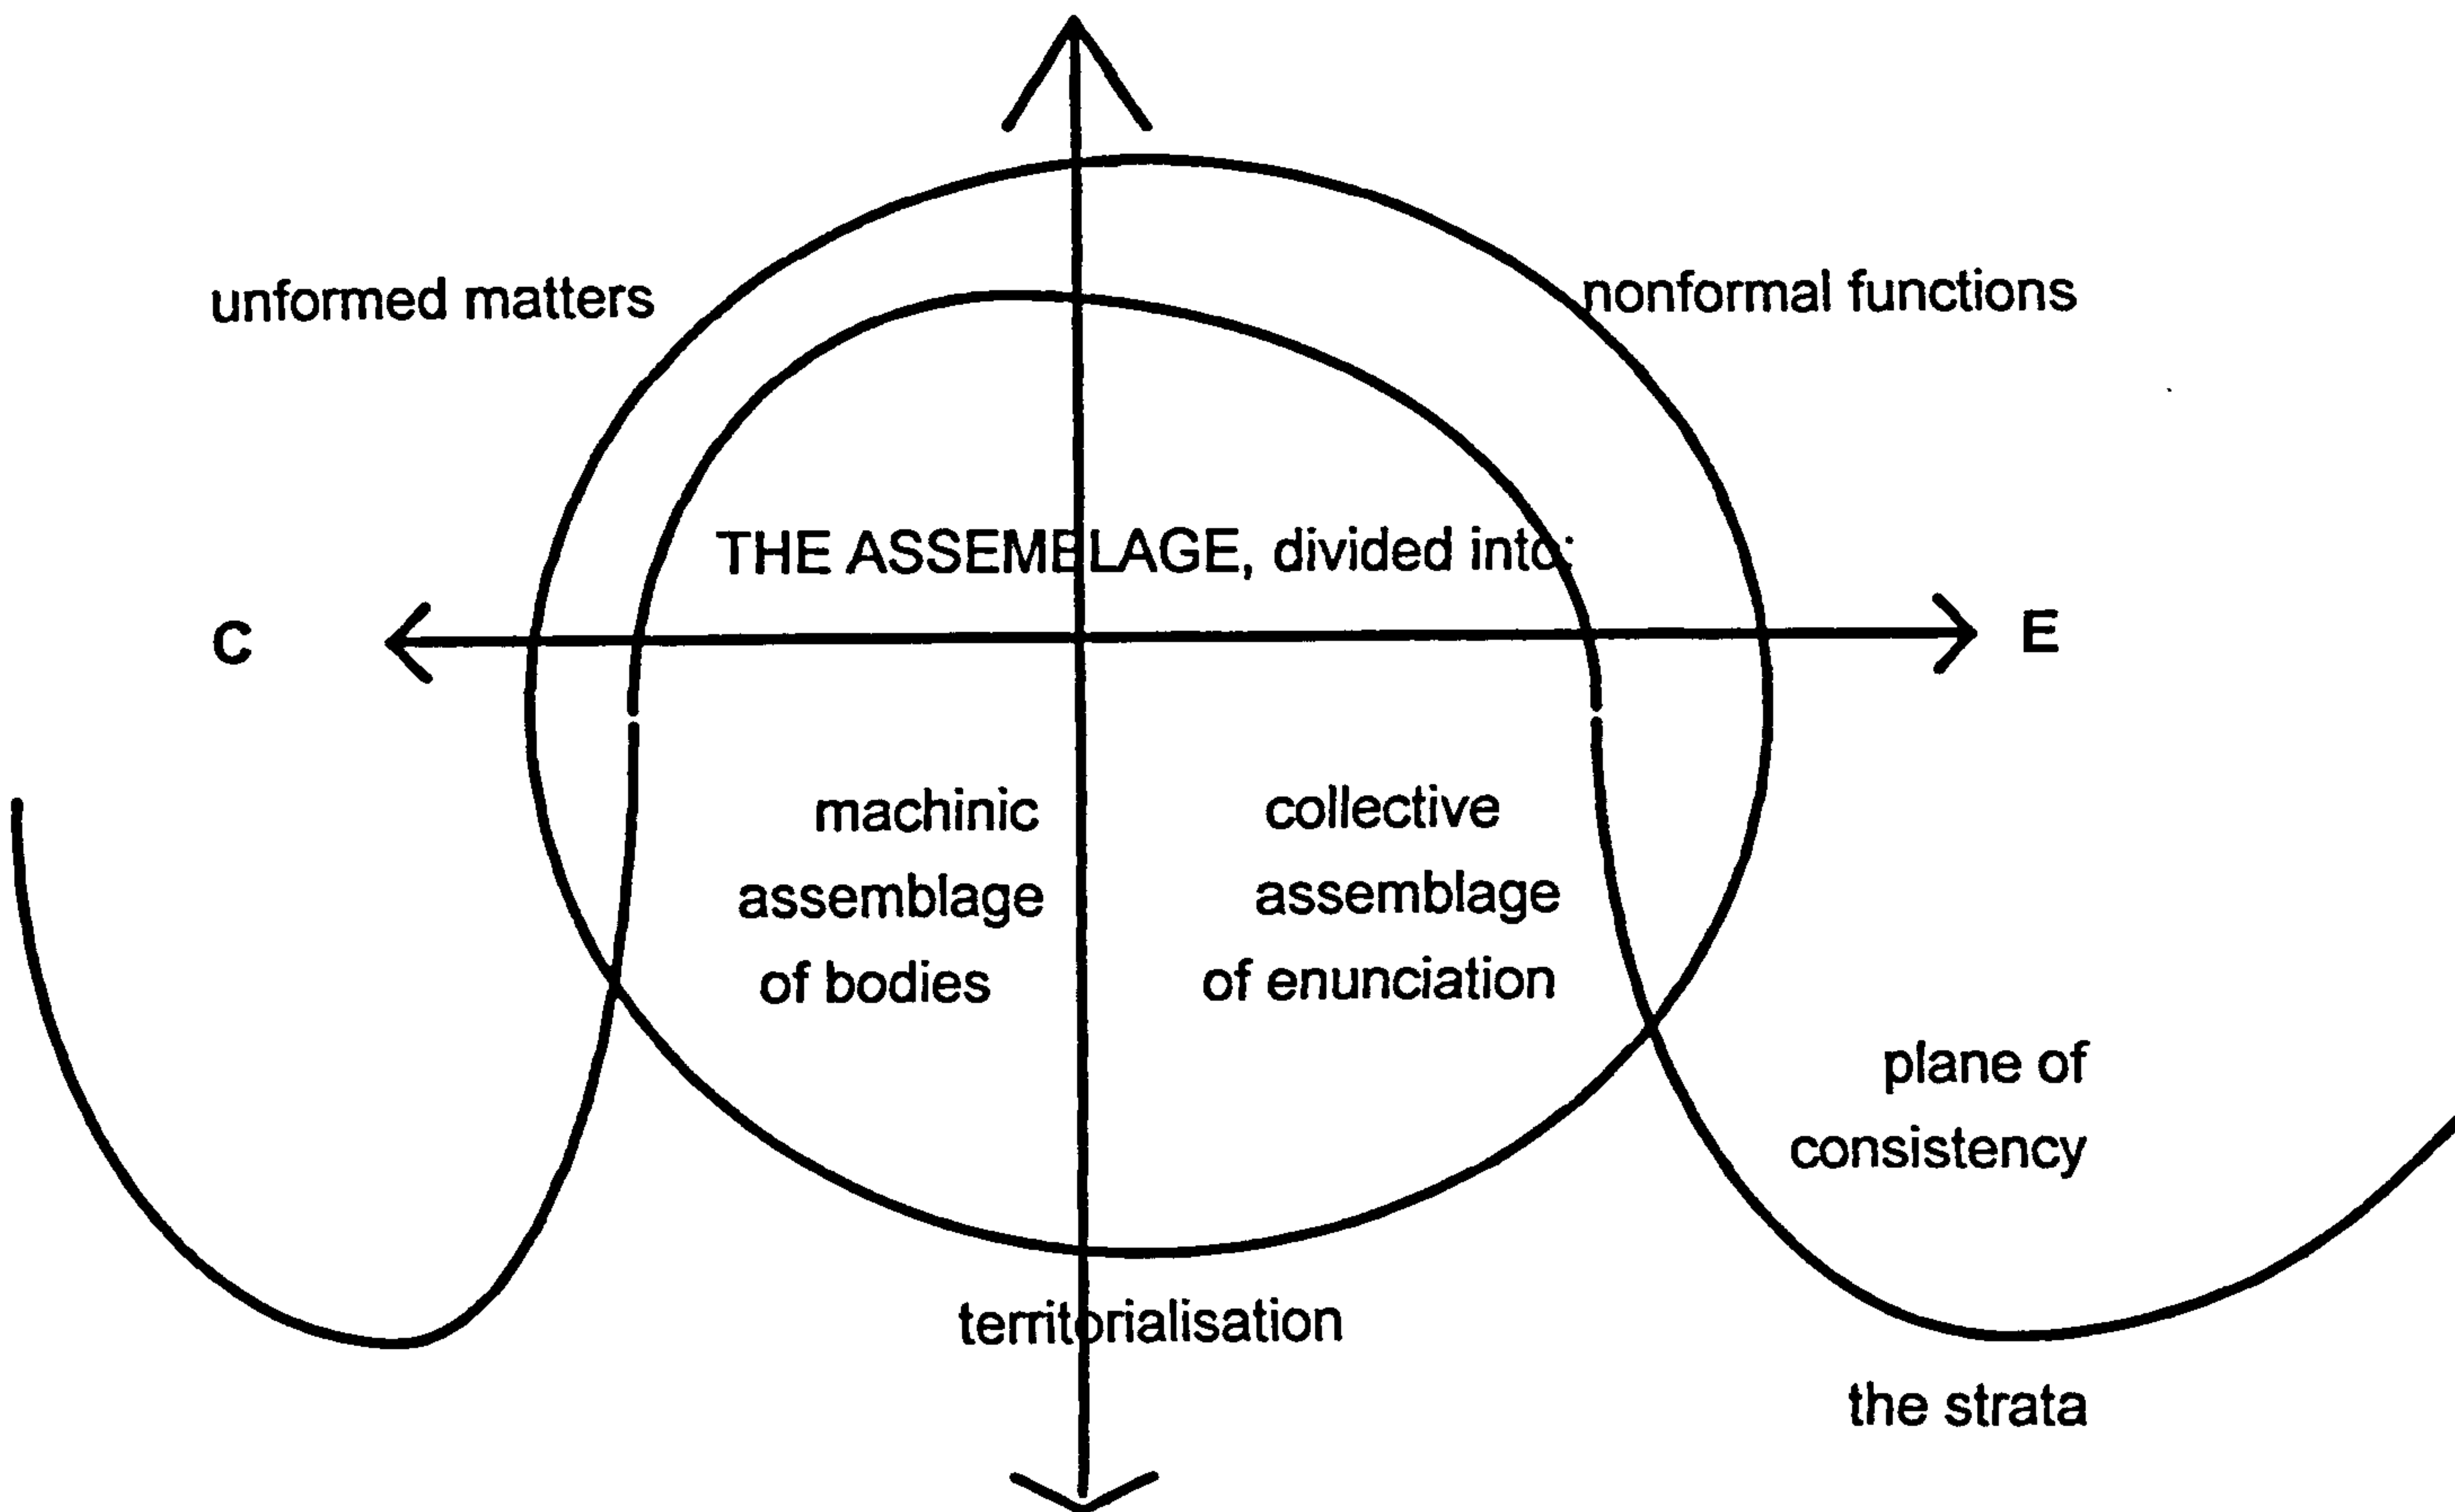 unformed matters
nonformal functions
THE ASSEMBLAGE, divided into:
C
E
machinic
assemblage
of bodies
collective
assemblage
of enunciation
plane of
consistency
territorialisation
the strata